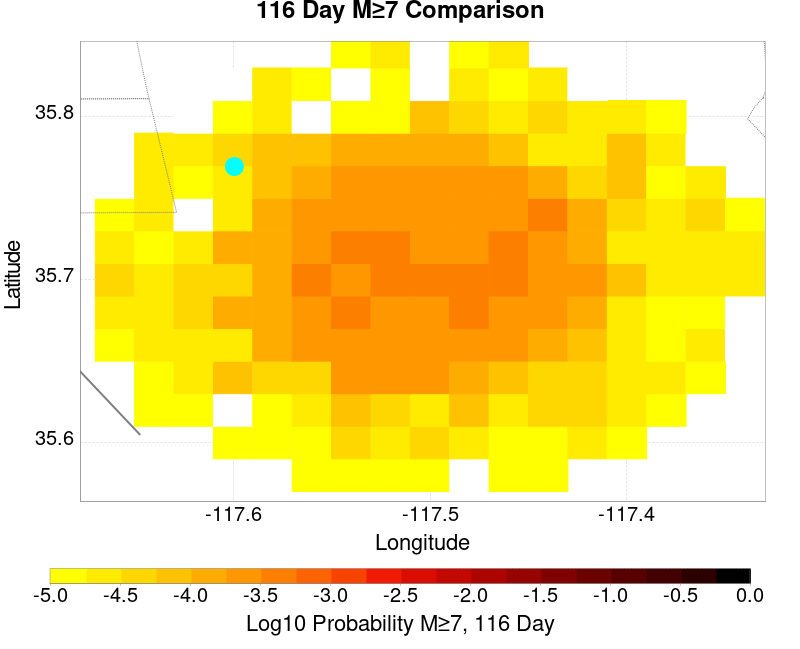 116 Day M≥7 Comparison
35.8
35.7
35.6
Latitude
-117.6 -117.5 -117.4
Longitude
-5.0 -4.5 -4.0 -3.5 -3.0 -2.5 -2.0 -1.5 -1.0 -0.5 0.0
Log10 Probability M≥7, 116 Day